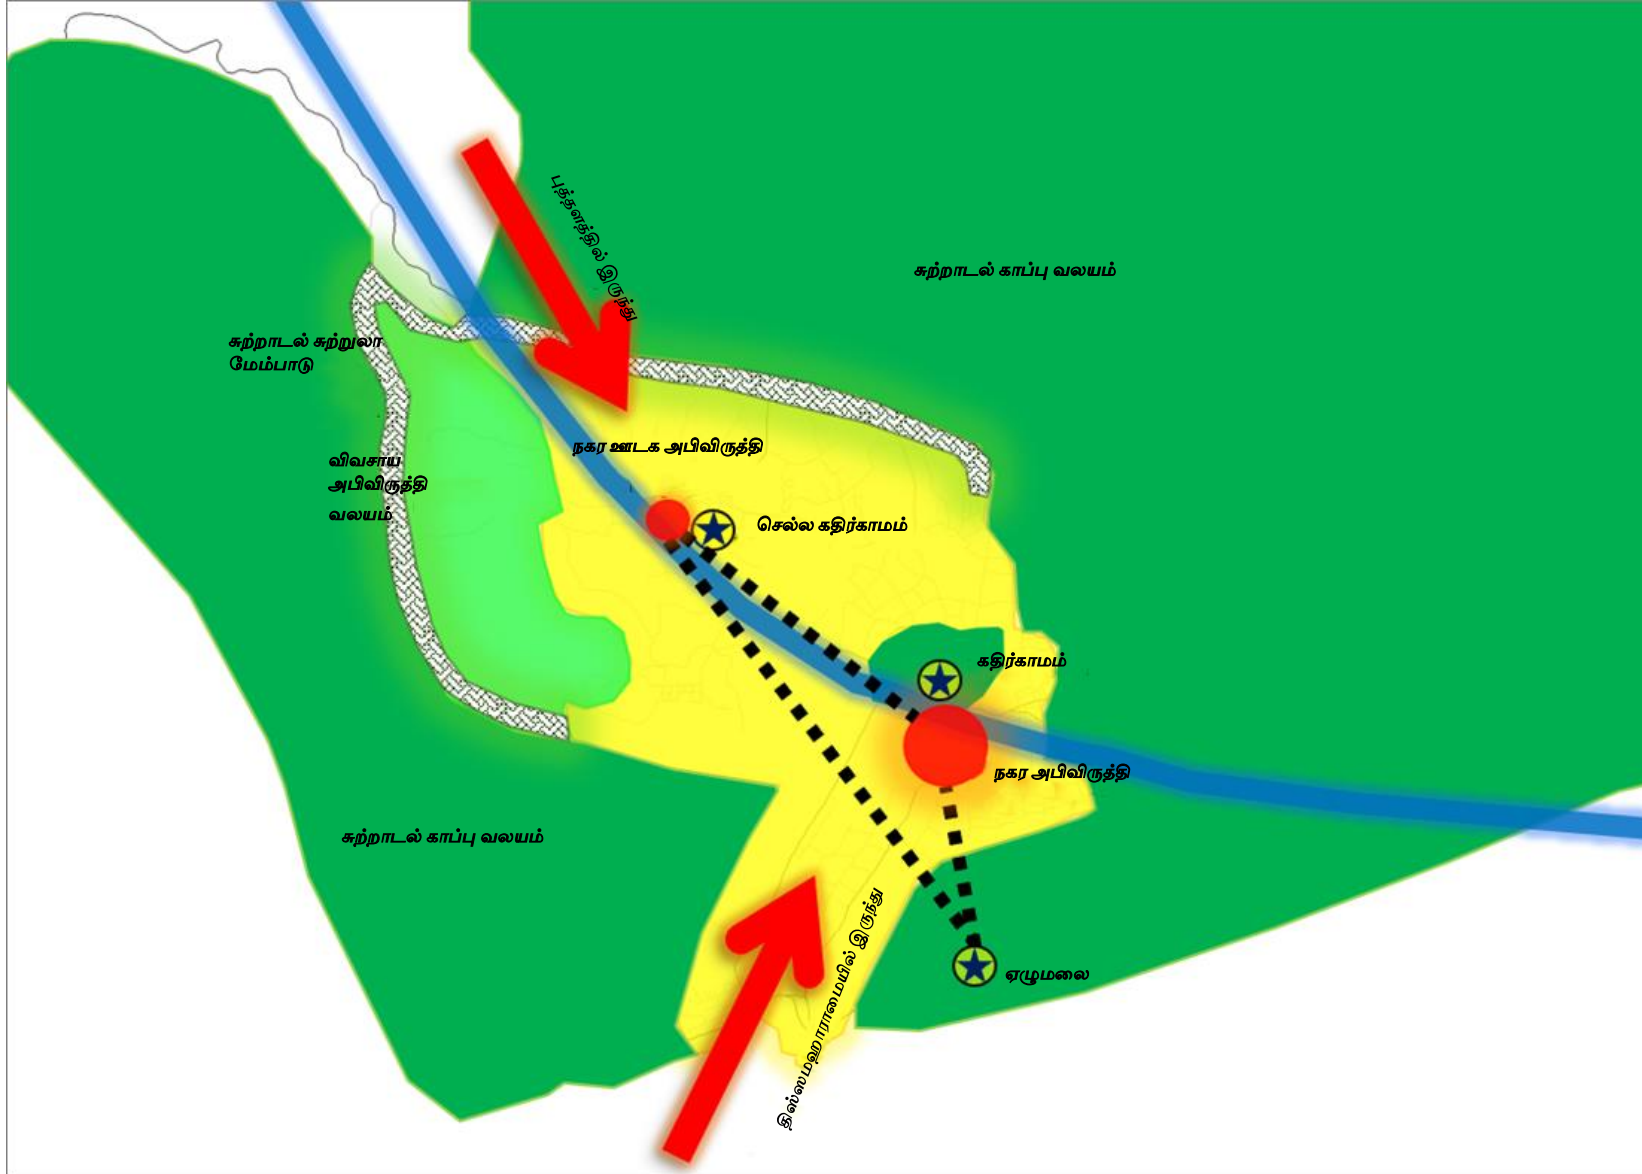 புத்தளத்தில் இருந்து
சுற்றாடல் காப்பு வலயம்
சுற்றாடல் சுற்றுலா
மேம்பாடு
நகர ஊடக அபிவிருத்தி
விவசாய
அபிவிருத்தி
வலயம்
செல்ல கதிர்காமம்
கதிர்காமம்
நகர அபிவிருத்தி
சுற்றாடல் காப்பு வலயம்
ஏழுமலை
திஸ்ஸமஹாராமையில் இருந்து